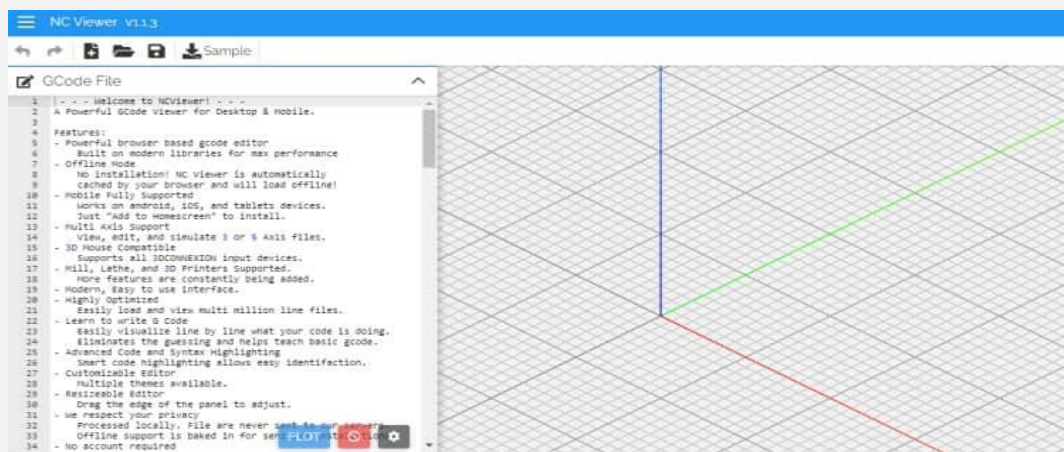 NC Viewer v1.1.3
Sample
GCode File
1 - - - Welcome to NCViewer! - - -
2 A Powerful GCode Viewer for Desktop & Mobile.
3
4 Features:
5 - Powerful browser based gcode editor
6 Built on modern libraries for max performance
7 - Offline Mode
8 No installation! NC Viewer is automatically
9 cached by your browser and will load offline!
10 - Mobile Fully Supported
11 Works on android, iOS, and tablets devices.
12 Just "Add to Homescreen" to install.
13 - Multi Axis Support
14 View, edit, and simulate 3 or 5 Axis files.
15 - 3D Mouse Compatible
16 Supports all 3DCONNEXION input devices.
17 - Mill, Lathe, and 3D Printers Supported.
18 More features are constantly being added.
19 - Modern, Easy to use Interface.
20 - Highly Optimized
21 Easily load and view multi million line files.
22 - Learn to write G Code
23 Easily visualize line by line what your code is doing.
24 Eliminates the guessing and helps teach basic gcode.
25 - Advanced Code and Syntax Highlighting
26 Smart code highlighting allows easy identifaction.
27 - Customizable Editor
28 Multiple themes available.
29 - Resizeable Editor
30 Drag the edge of the panel to adjust.
31 - We respect your privacy
32 Processed locally. File are never sent to our servers
33 Offline support is baked in for
34 - No account required
PLOT